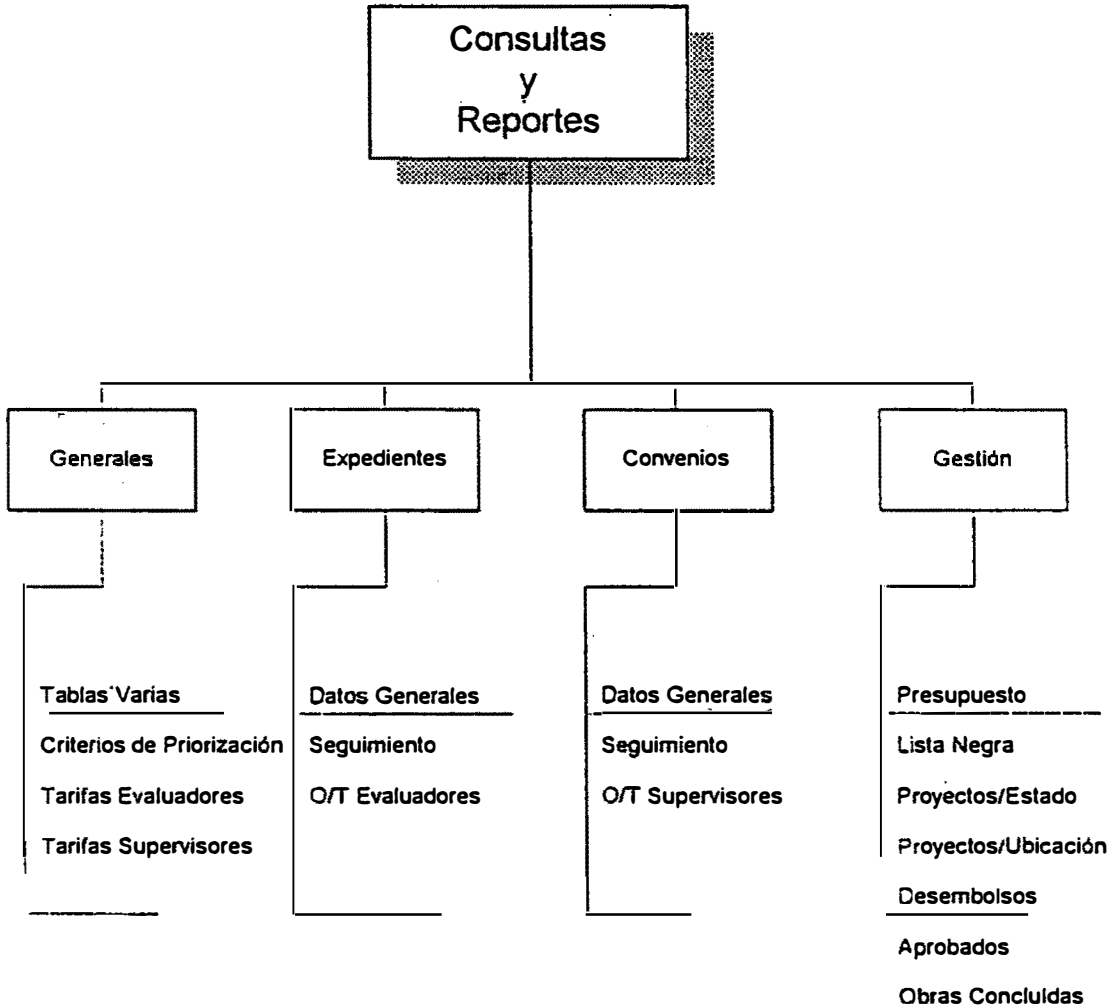 Consultas
y
Reportes
Generales
Expedientes
Convenios
Gestión
Tablas Varias
Criterios de Priorización
Tarifas Evaluadores
Tarifas Supervisores
Datos Generales
Seguimiento
O/T Evaluadores
Datos Generales
Seguimiento
O/T Supervisores
Presupuesto
Lista Negra
Proyectos/Estado
Proyectos/Ubicación
Desembolsos
Aprobados
Obras Concluidas